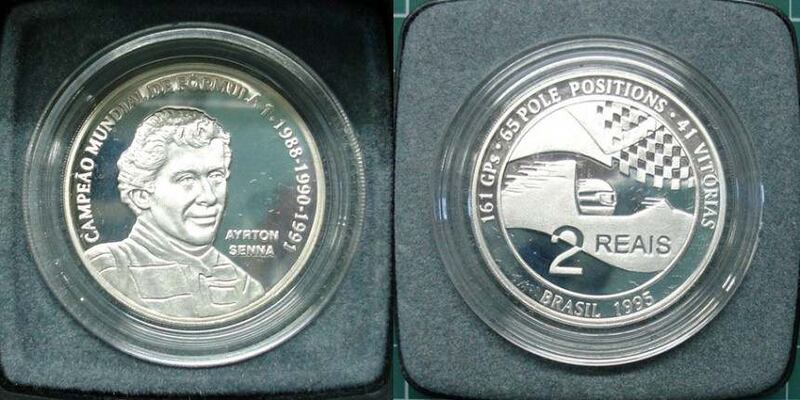 CAMPEÃO MUNDIAL DE FÓRMULA 1 · 1988-1990-1991
AYRTON
SENNA
161 GPs · 65 POLE POSITIONS · 41 VITÓRIAS
2 REAIS
BRASIL 1995